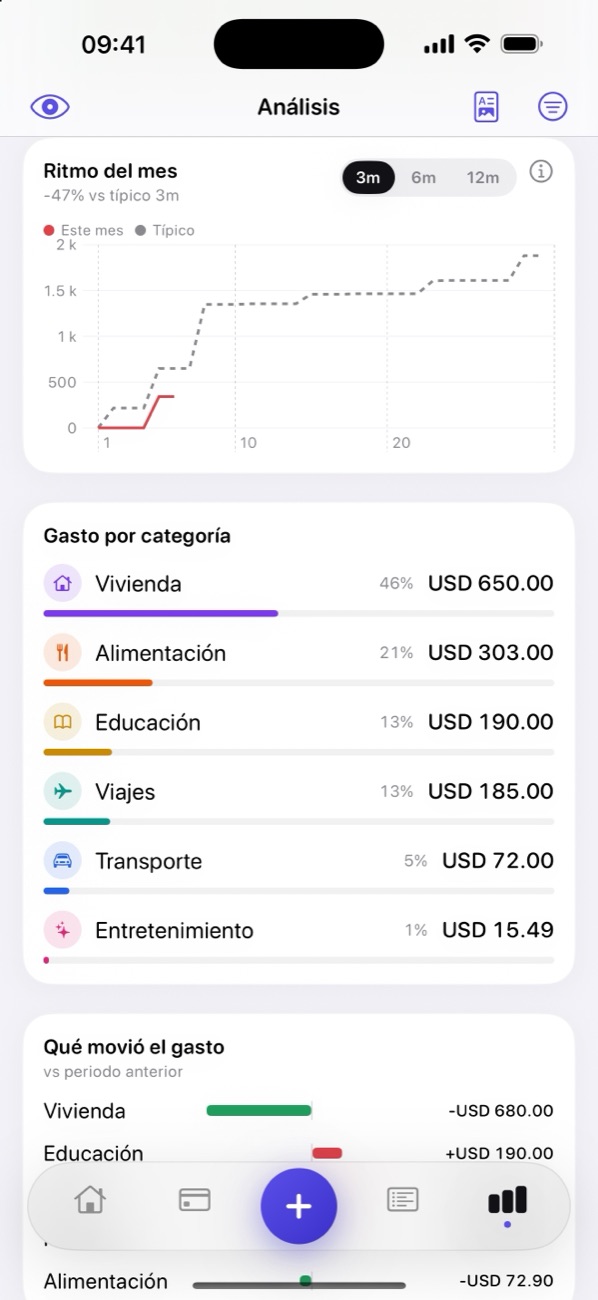 09:41
Análisis
Ritmo del mes
-47% vs típico 3m
3m 6m 12m
Este mes Típico
2 k
1.5 k
1 k
500
0
1 10 20
Gasto por categoría
Vivienda 46% USD 650.00
Alimentación 21% USD 303.00
Educación 13% USD 190.00
Viajes 13% USD 185.00
Transporte 5% USD 72.00
Entretenimiento 1% USD 15.49
Qué movió el gasto
vs periodo anterior
Vivienda -USD 680.00
Educación +USD 190.00
Alimentación -USD 72.90